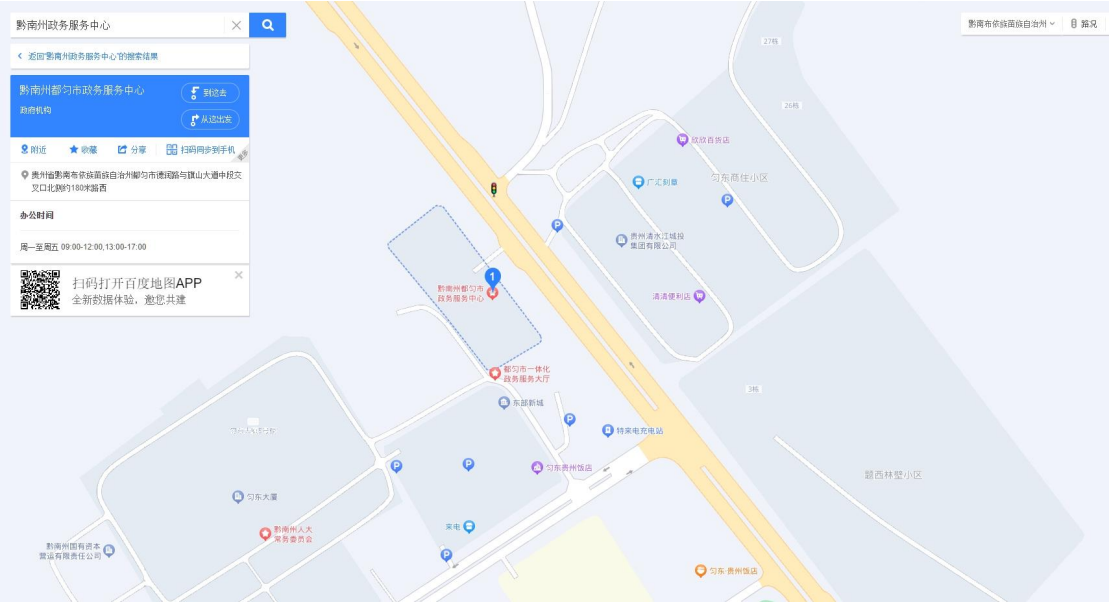 黔南州政务服务中心
黔南布依族苗族自治州
路况
返回"黔南州政务服务中心"的搜索结果
黔南州都匀市政务服务中心
政府机构
到这去
从这出发
附近
收藏
分享
扫码同步到手机
更多
贵州省黔南布依族苗族自治州都匀市德润路与旗山大道中段交
叉口北侧约180米路西
办公时间
周一至周五 09:00-12:00,13:00-17:00
扫码打开百度地图APP
全新数据体验,邀您共建
27栋
26栋
欣欣百货店
广汇刻章
匀东商住小区
P
P
贵州清水江城投
集团有限公司
1
黔南州都匀市
政务服务中心
清清便利店
都匀市一体化
政务服务大厅
3栋
东部新城
P
特来电充电站
P
P
匀东贵州饭店
题西林壁小区
匀东大厦
黔南州人大
常务委员会
来电
黔南州国有资本
营运有限责任公司
P
匀东·贵州饭店